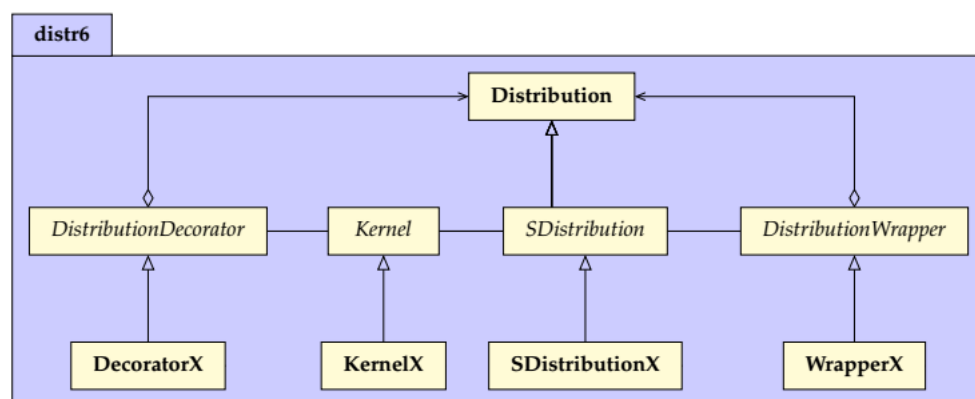 distr6
Distribution
DistributionDecorator
Kernel
SDistribution
DistributionWrapper
DecoratorX
KernelX
SDistributionX
WrapperX